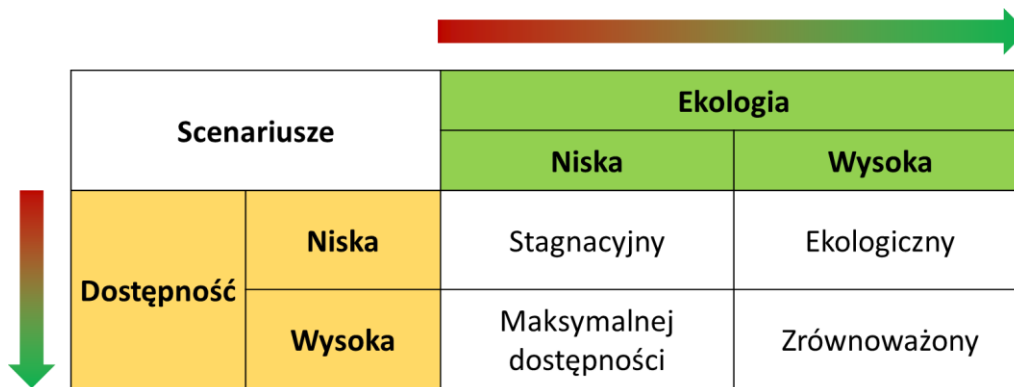 Scenariusze
Ekologia
Niska
Wysoka
Dostępność
Niska
Stagnacyjny
Ekologiczny
Wysoka
Maksymalnej
dostępności
Zrównoważony